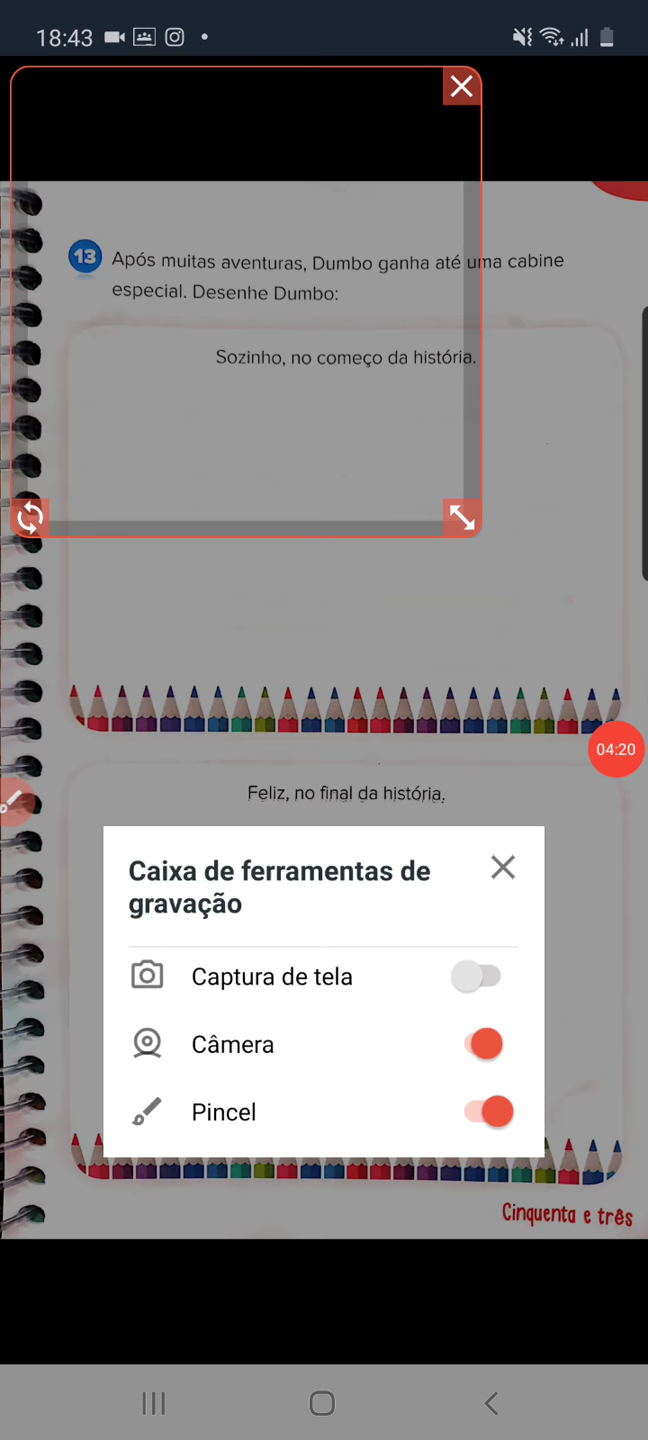 18:43
13 Após muitas aventuras, Dumbo ganha até uma cabine
especial. Desenhe Dumbo:
Sozinho, no começo da história.
04:20
Feliz, no final da história.
Caixa de ferramentas de
gravação
Captura de tela
Câmera
Pincel
Cinquenta e três